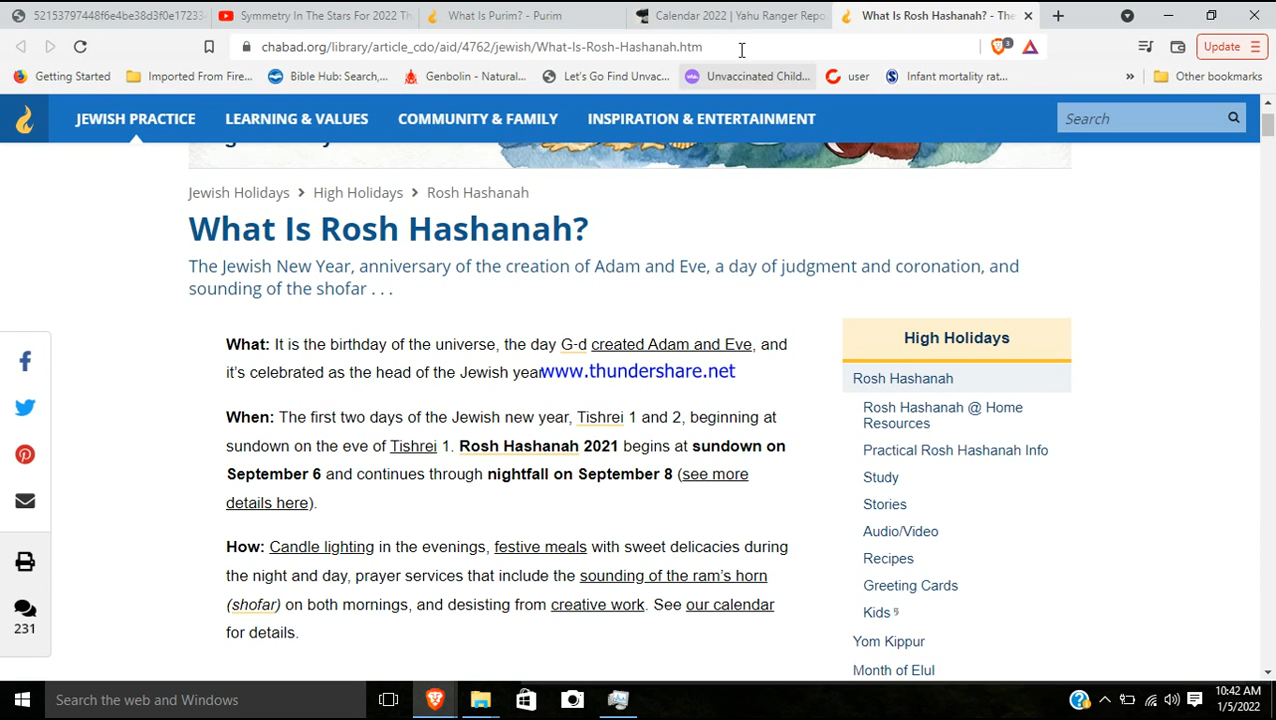 52153797448f6e4be38d3f0e17233
Symmetry In The Stars For 2022 Th
What Is Purim? - Purim
Calendar 2022 | Yahu Ranger Repo
What Is Rosh Hashanah? - The
chabad.org/library/article_cdo/aid/4762/jewish/What-Is-Rosh-Hashanah.htm
3
Update
Getting Started
Imported From Fire...
Bible Hub: Search,...
Genbolin - Natural...
Let's Go Find Unvac...
Unvaccinated Child...
user
Infant mortality rat...
»
Other bookmarks
JEWISH PRACTICE
LEARNING & VALUES
COMMUNITY & FAMILY
INSPIRATION & ENTERTAINMENT
Search
Jewish Holidays > High Holidays > Rosh Hashanah
What Is Rosh Hashanah?
The Jewish New Year, anniversary of the creation of Adam and Eve, a day of judgment and coronation, and
sounding of the shofar . . .
What: It is the birthday of the universe, the day G-d created Adam and Eve, and
it's celebrated as the head of the Jewish year
www.thundershare.net
When: The first two days of the Jewish new year, Tishrei 1 and 2, beginning at
sundown on the eve of Tishrei 1. Rosh Hashanah 2021 begins at sundown on
September 6 and continues through nightfall on September 8 (see more
details here).
How: Candle lighting in the evenings, festive meals with sweet delicacies during
the night and day, prayer services that include the sounding of the ram's horn
(shofar) on both mornings, and desisting from creative work. See our calendar
for details.
High Holidays
Rosh Hashanah
Rosh Hashanah @ Home
Resources
Practical Rosh Hashanah Info
Study
Stories
Audio/Video
Recipes
Greeting Cards
Kids
Yom Kippur
Month of Elul
231
Search the web and Windows
10:42 AM
1/5/2022